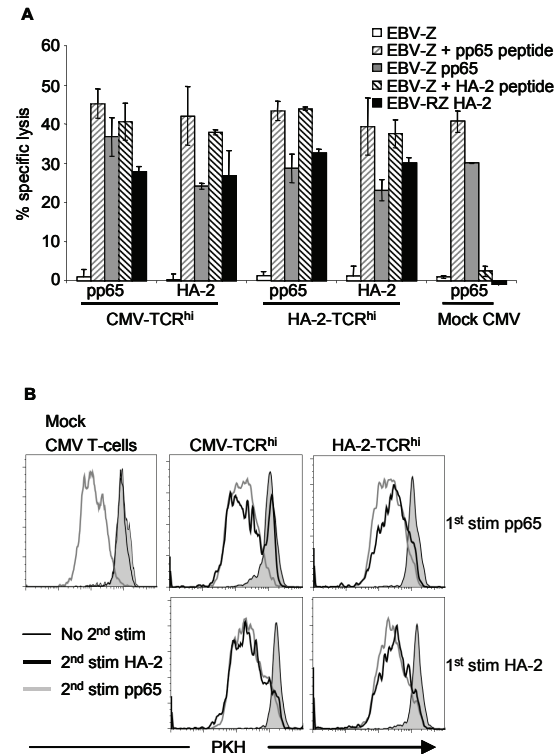 A
% specific lysis
60
50
40
30
20
10
0
EBV-Z
EBV-Z + pp65 peptide
EBV-Z pp65
EBV-Z + HA-2 peptide
EBV-RZ HA-2
pp65 HA-2 pp65 HA-2 pp65
CMV-TCRhi HA-2-TCRhi Mock CMV
B
Mock
CMV T-cells CMV-TCRhi HA-2-TCRhi
1st stim pp65
No 2nd stim
2nd stim HA-2
2nd stim pp65
1st stim HA-2
PKH